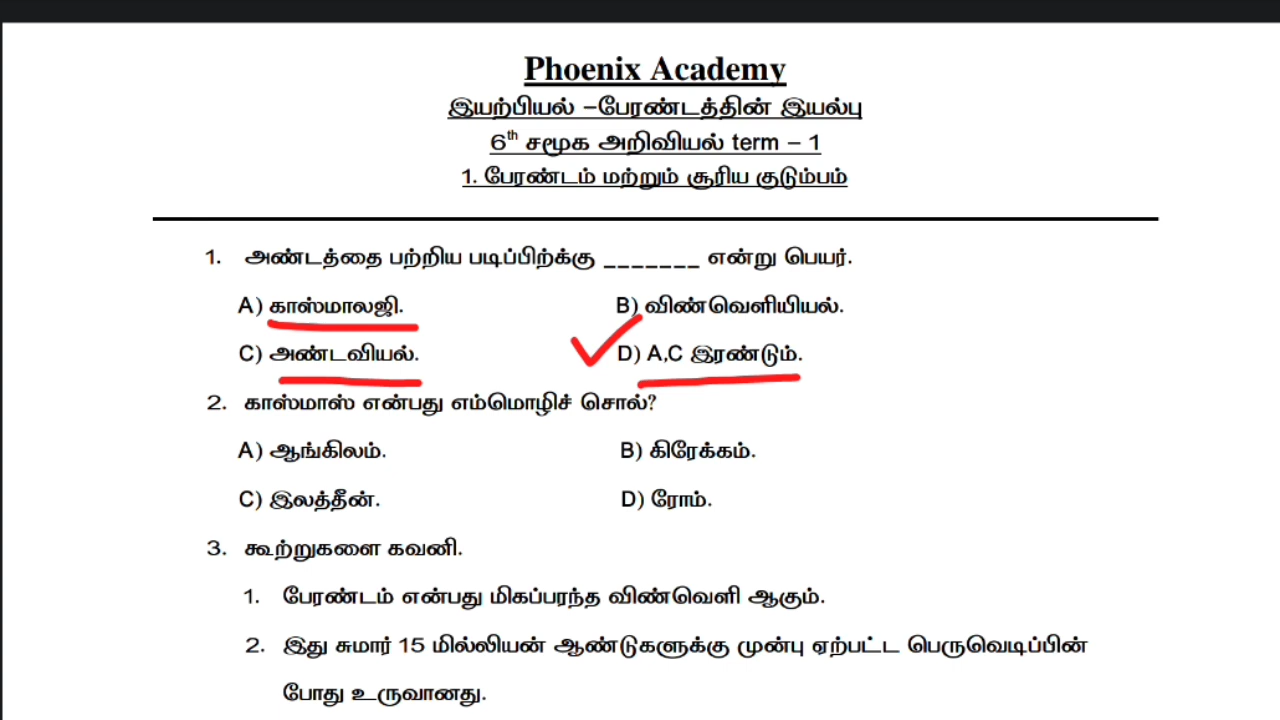 Phoenix Academy
இயற்பியல் –பேரண்டத்தின் இயல்பு
6th சமூக அறிவியல் term – 1
1. பேரண்டம் மற்றும் சூரிய குடும்பம்
1. அண்டத்தை பற்றிய படிப்பிற்க்கு _______ என்று பெயர்.
A) காஸ்மாலஜி. B) விண்வெளியியல்.
C) அண்டவியல். D) A,C இரண்டும்.
2. காஸ்மாஸ் என்பது எம்மொழிச் சொல்?
A) ஆங்கிலம். B) கிரேக்கம்.
C) இலத்தீன். D) ரோம்.
3. கூற்றுகளை கவனி.
1. பேரண்டம் என்பது மிகப்பரந்த விண்வெளி ஆகும்.
2. இது சுமார் 15 மில்லியன் ஆண்டுகளுக்கு முன்பு ஏற்பட்ட பெருவெடிப்பின்
போது உருவானது.